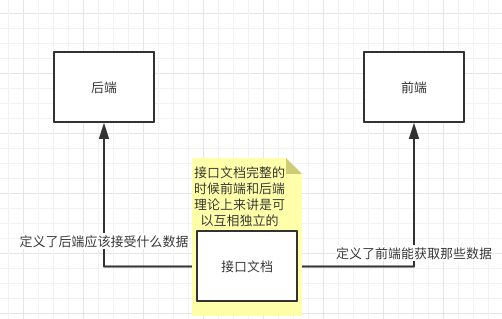 后端
前端
接口文档完整的
时候前端和后端
理论上来讲是可
以互相独立的
定义了后端应该接受什么数据
接口文档
定义了前端能获取那些数据